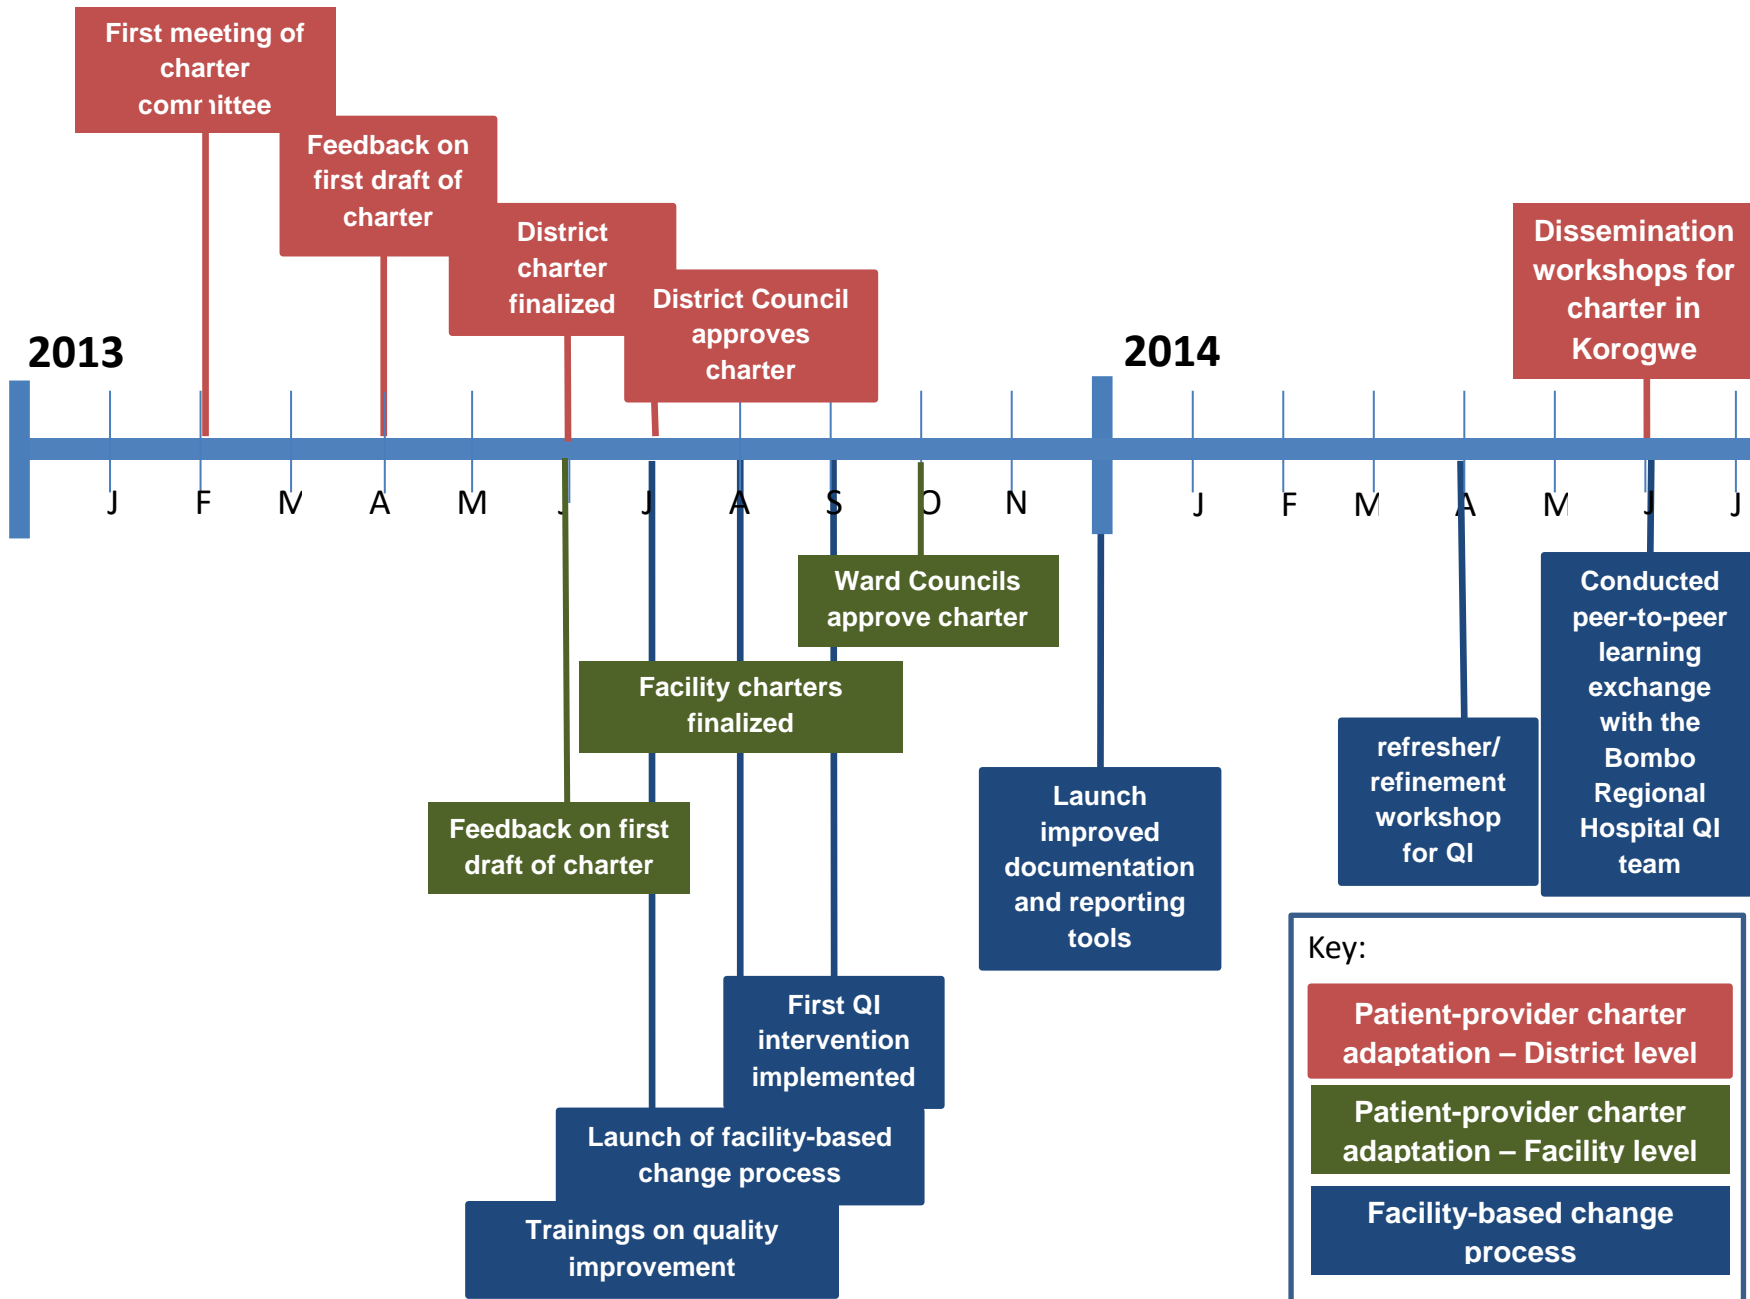 First meeting of
charter
committee
Feedback on
first draft of
charter
District
charter
finalized
District Council
approves
charter
Dissemination
workshops for
charter in
Korogwe
2013
2014
J F M A M J J A S O N J F M A M J J
Ward Councils
approve charter
Facility charters
finalized
Feedback on first
draft of charter
Launch
improved
documentation
and reporting
tools
refresher/
refinement
workshop
for QI
Conducted
peer-to-peer
learning
exchange
with the
Bombo
Regional
Hospital QI
team
First QI
intervention
implemented
Launch of facility-based
change process
Trainings on quality
improvement
Key:
Patient-provider charter
adaptation – District level
Patient-provider charter
adaptation – Facility level
Facility-based change
process